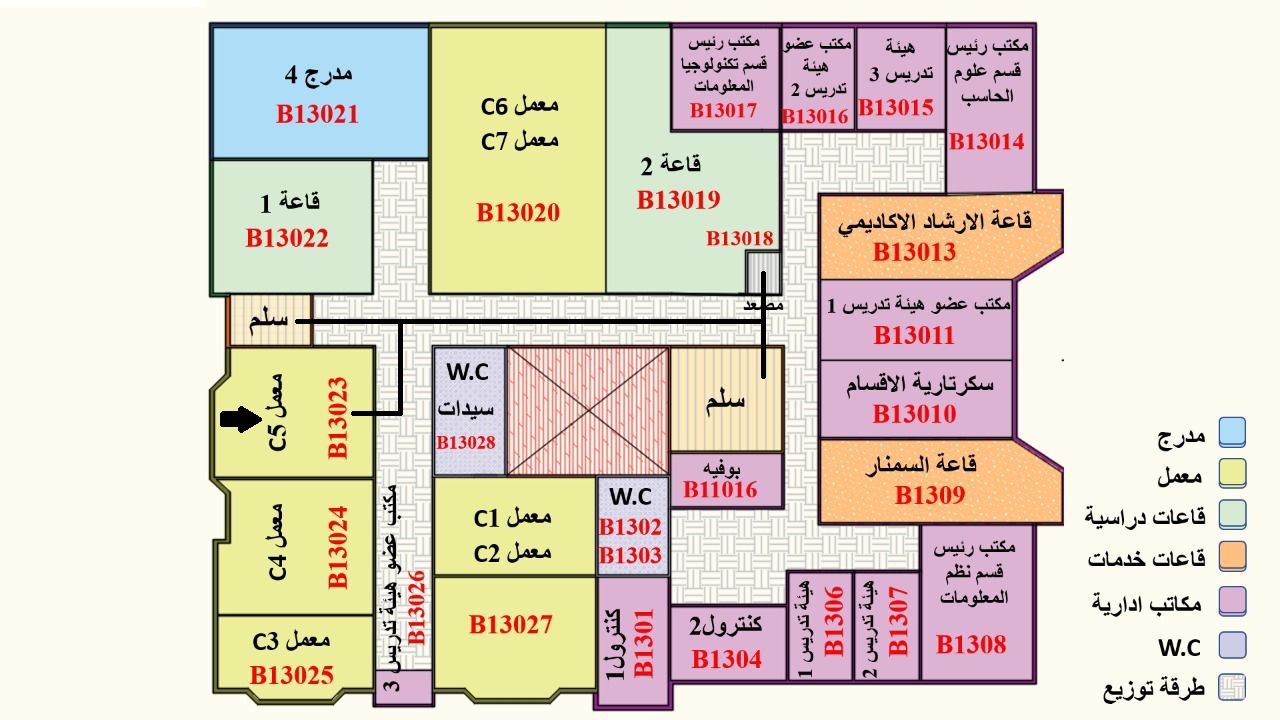 مدرج 4
B13021
معمل C6
معمل C7
B13020
قاعة 2
B13019
B13018
مصعد
مكتب رئيس
قسم تكنولوجيا
المعلومات
B13017
مكتب عضو
هيئة
تدريس 2
B13016
هيئة
تدريس 3
B13015
مكتب رئيس
قسم علوم
الحاسب
B13014
قاعة 1
B13022
قاعة الارشاد الاكاديمي
B13013
مكتب عضو هيئة تدريس 1
B13011
سكرتارية الاقسام
B13010
قاعة السمنار
B1309
سلم
معمل C5
B13023
W.C
سيدات
B13028
سلم
بوفيه
B11016
معمل C4
B13024
مكتب عضو هيئة تدريس 3
B13026
معمل C1
معمل C2
W.C
B1302
B1303
معمل C3
B13025
B13027
كنترول1
B1301
كنترول2
B1304
هيئة تدريس 1
B1306
هيئة تدريس 2
B1307
مكتب رئيس
قسم نظم
المعلومات
B1308
مدرج
معمل
قاعات دراسية
قاعات خدمات
مكاتب ادارية
W.C
طرقة توزيع